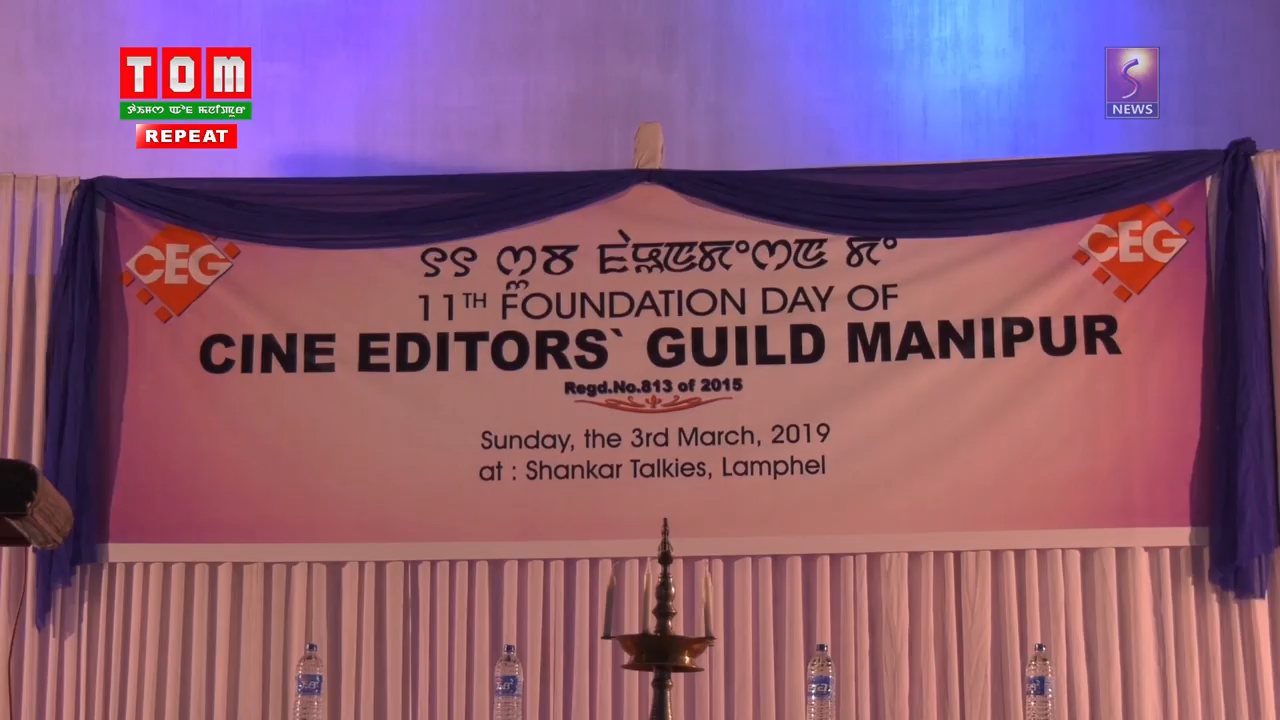 TOM
REPEAT
NEWS
CEG
CEG
11TH FOUNDATION DAY OF
CINE EDITORS` GUILD MANIPUR
Regd.No.813 of 2015
Sunday, the 3rd March, 2019
at : Shankar Talkies, Lamphel